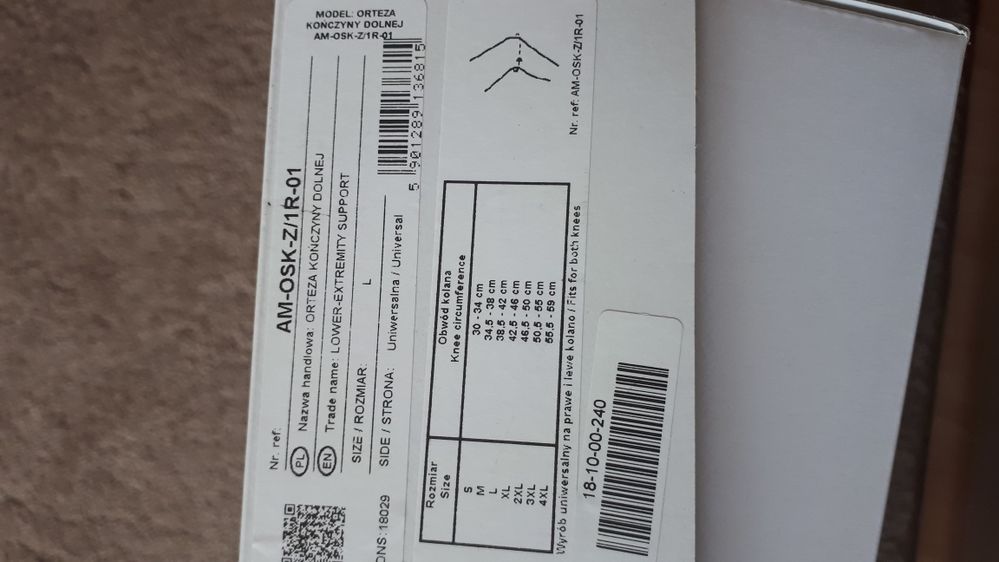 MODEL: ORTEZA
KOŃCZYNY DOLNEJ
AM-OSK-Z/1R-01
Nr. ref: AM-OSK-Z/1R-01
PL Nazwa handlowa: ORTEZA KOŃCZYNY DOLNEJ
EN Trade name: LOWER-EXTREMITY SUPPORT
SIZE / ROZMIAR: L
SIDE / STRONA: Uniwersalna / Universal
5 901289 136815
ONS:18029
Rozmiar Obwód kolana
Size Knee circumference
S 30 - 34 cm
M 34,5 - 38 cm
L 38,5 - 42 cm
XL 42,5 - 46 cm
2XL 46,5 - 50 cm
3XL 50,5 - 55 cm
4XL 55,5 - 59 cm
Wyrób uniwersalny na prawe i lewe kolano / Fits for both knees
Nr. ref: AM-OSK-Z/1R-01
18-10-00-240